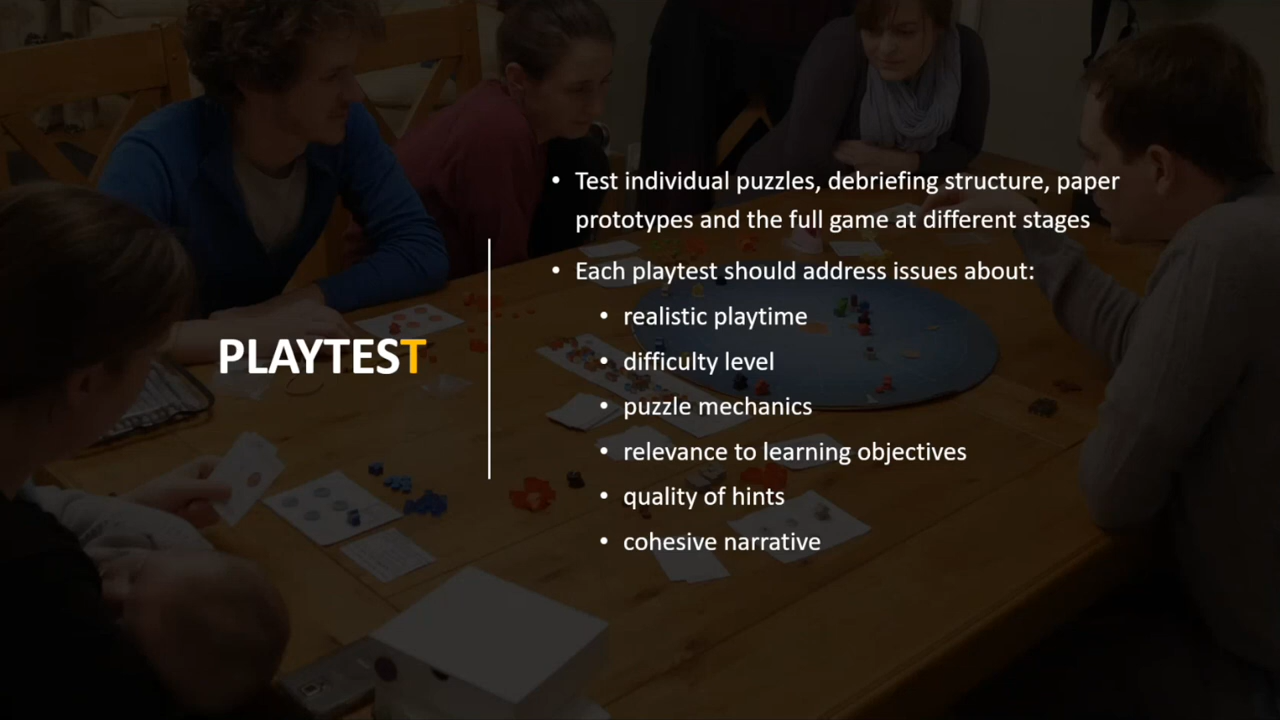 PLAYTEST
• Test individual puzzles, debriefing structure, paper
prototypes and the full game at different stages
• Each playtest should address issues about:
• realistic playtime
• difficulty level
• puzzle mechanics
• relevance to learning objectives
• quality of hints
• cohesive narrative